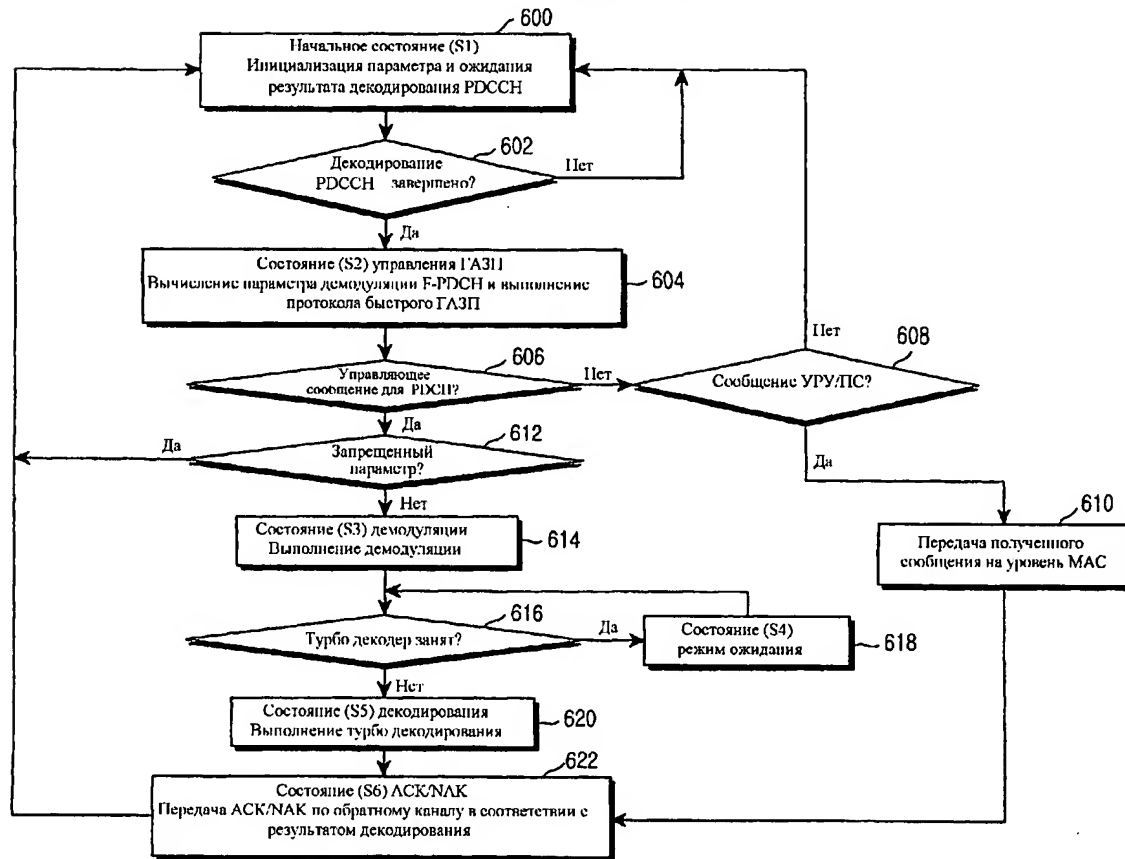 600
Начальное состояние (S1)
Инициализация параметра и ожидания
результата декодирования PDCCH
602
Декодирование
PDCCH завершено?
Нет
Да
Состояние (S2) управления ГАЗП
Вычисление параметра демодуляции F-PDCH и выполнение
протокола быстрого ГАЗП
604
606
Управляющее
сообщение для PDCH?
Нет
Да
Нет
608
Сообщение УРУ/ПС?
Да
612
Запрещенный
параметр?
Да
Нет
610
Передача полученного
сообщения на уровень MAC
Состояние (S3) демодуляции
Выполнение демодуляции
614
616
Турбо декодер занят?
Да
Нет
Состояние (S4)
режим ожидания
618
Состояние (S5) декодирования
Выполнение турбо декодирования
620
622
Состояние (S6) ACK/NAK
Передача ACK/NAK по обратному каналу в соответствии с
результатом декодирования